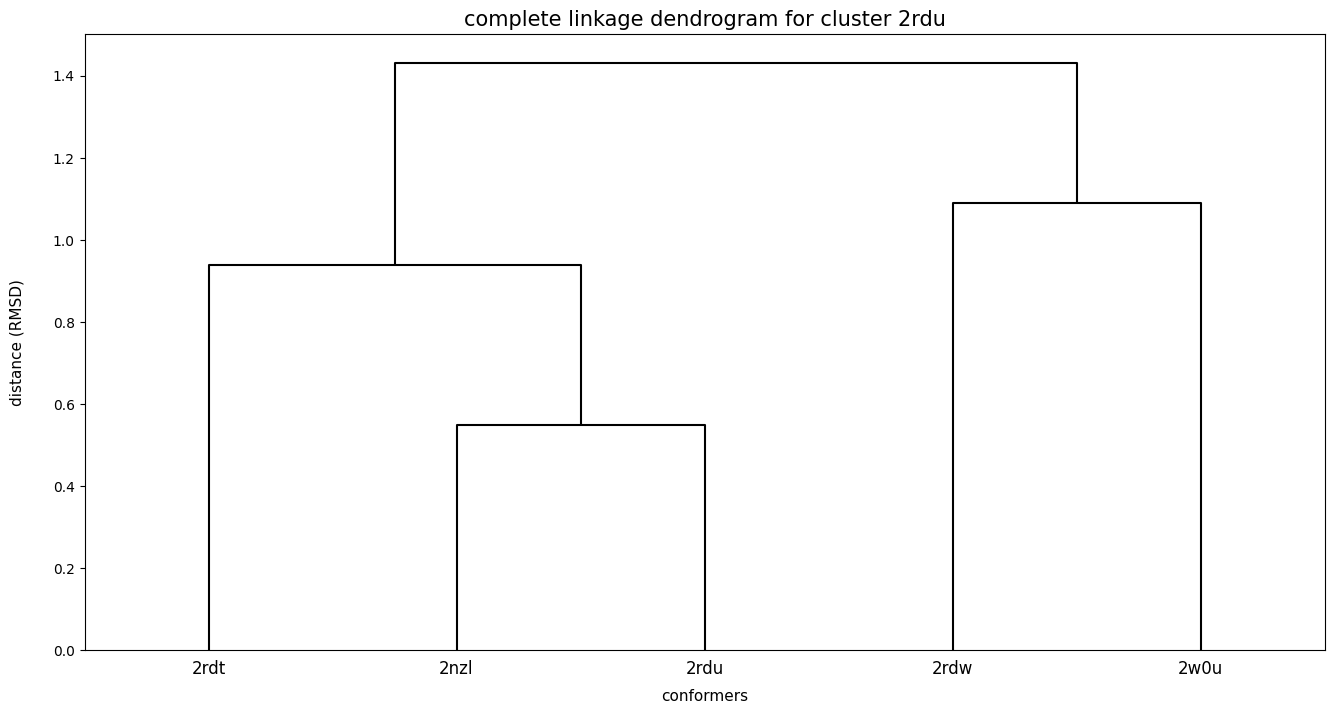 complete linkage dendrogram for cluster 2rdu
1.4
1.2
1.0
0.8
0.6
0.4
0.2
0.0
distance (RMSD)
2rdt 2nzl 2rdu 2rdw 2w0u
conformers